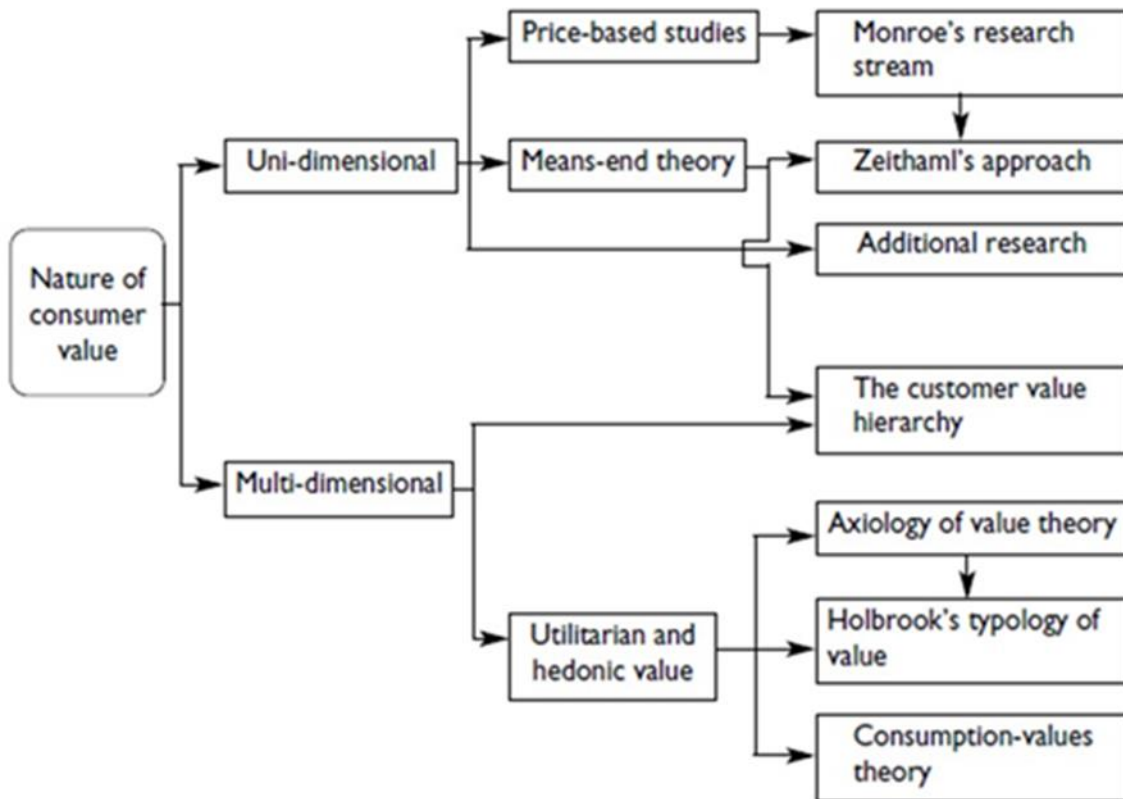 Price-based studies
Monroe's research
stream
Uni-dimensional
Means-end theory
Zeithaml's approach
Additional research
Nature of
consumer
value
The customer value
hierarchy
Multi-dimensional
Axiology of value theory
Utilitarian and
hedonic value
Holbrook's typology of
value
Consumption-values
theory